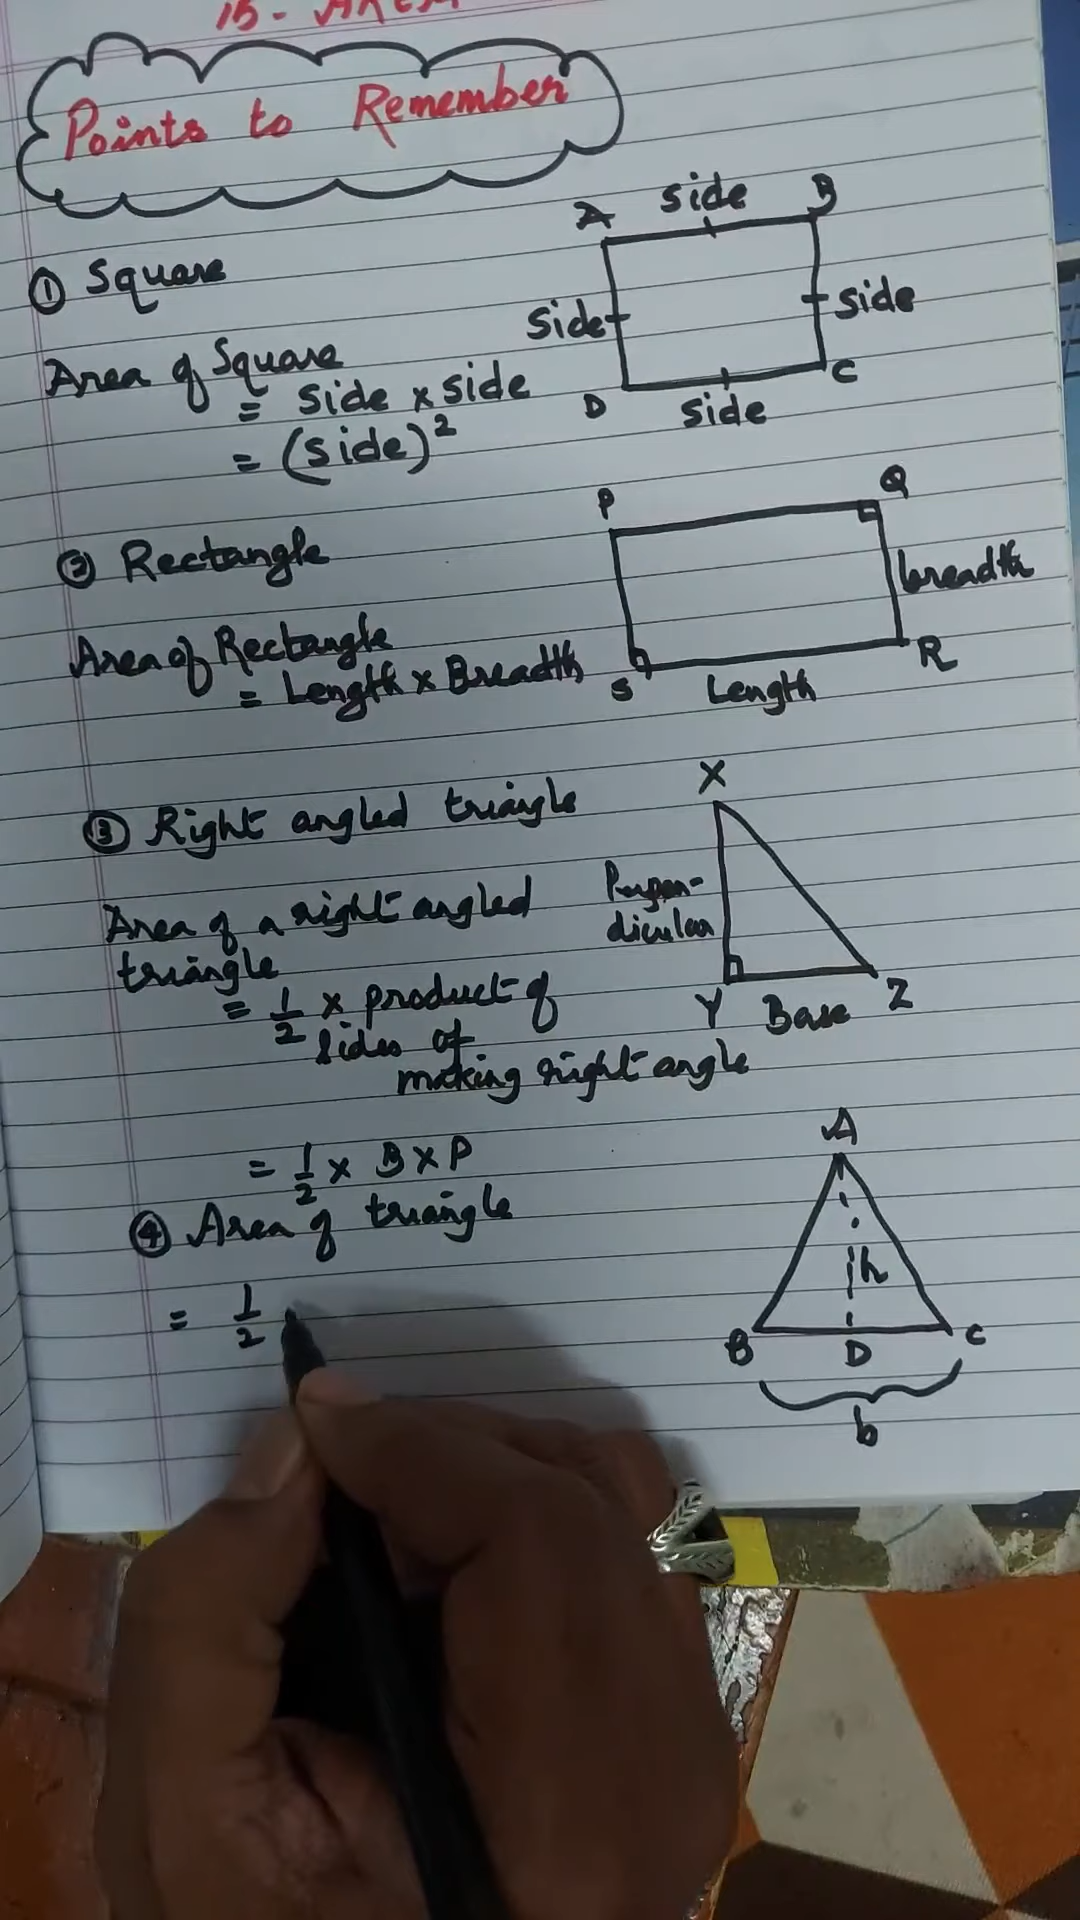 15 - AREA
Points to Remember
① Square
A side B
side
side
D side C
Area of Square
= side × side
= (side)²
② Rectangle
P Q
breadth
S Length R
Area of Rectangle
= Length × Breadth
③ Right angled triangle
X
Perpen-
dicular
Y Base Z
Area of a right angled
triangle
= 1/2 × product of
sides of
making right angle
= 1/2 × B × P
④ Area of triangle
= 1/2
A
h
B D C
b